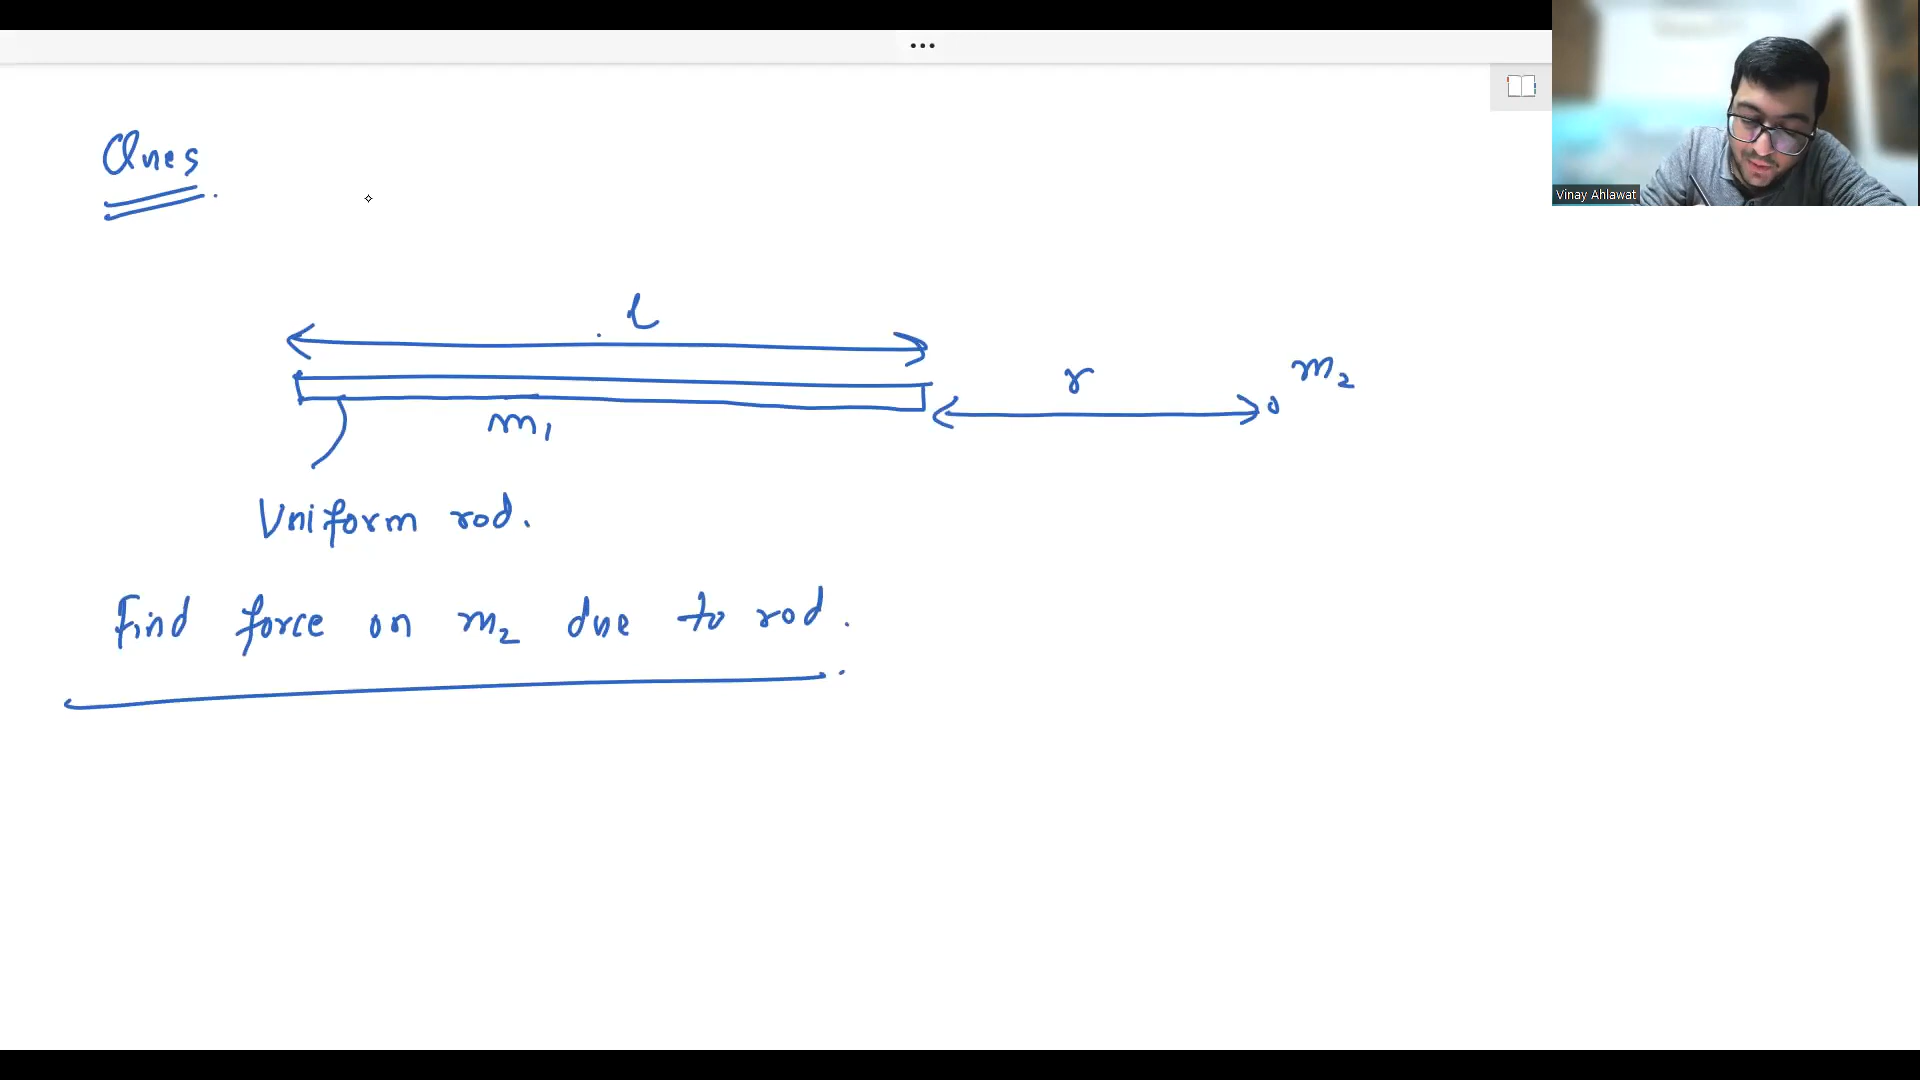 Ques
Vinay Ahlawat
l
r
m₂
m₁
Uniform rod.
Find force on m₂ due to rod.